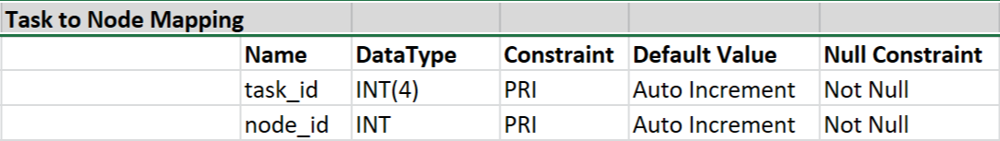 Task to Node Mapping
Name DataType Constraint Default Value Null Constraint
task_id INT(4) PRI Auto Increment Not Null
node_id INT PRI Auto Increment Not Null